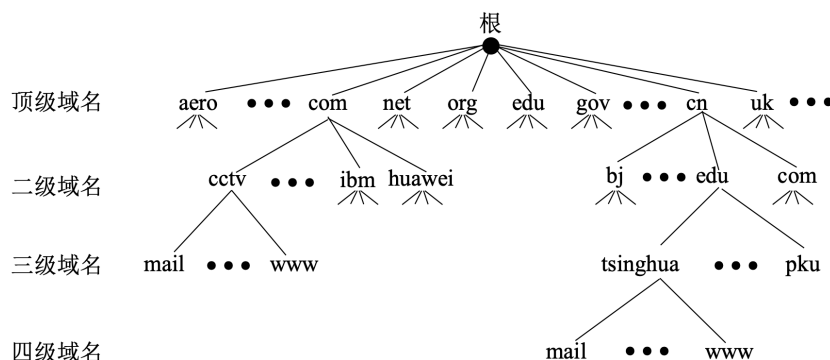 根
顶级域名 aero ••• com net org edu gov ••• cn uk •••
二级域名 cctv ••• ibm huawei bj ••• edu com
三级域名 mail ••• www tsinghua ••• pku
四级域名 mail ••• www